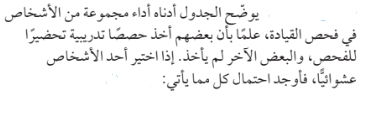 يوضّح الجدول أدناه أداء مجموعة من الأشخاص
في فحص القيادة، علمًا بأن بعضهم أخذ حصصًا تدريبية تحضيرًا
للفحص، والبعض الآخر لم يأخذ. إذا اختير أحد الأشخاص
عشوائيًّا، فأوجد احتمال كل مما يأتي: